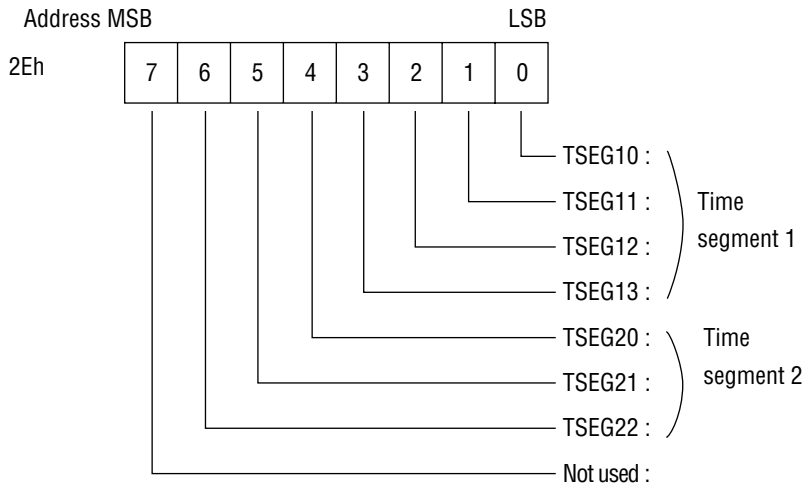 Address MSB LSB
2Eh 7 6 5 4 3 2 1 0
TSEG10 :
TSEG11 : Time
TSEG12 : segment 1
TSEG13 :
TSEG20 : Time
TSEG21 : segment 2
TSEG22 :
Not used :